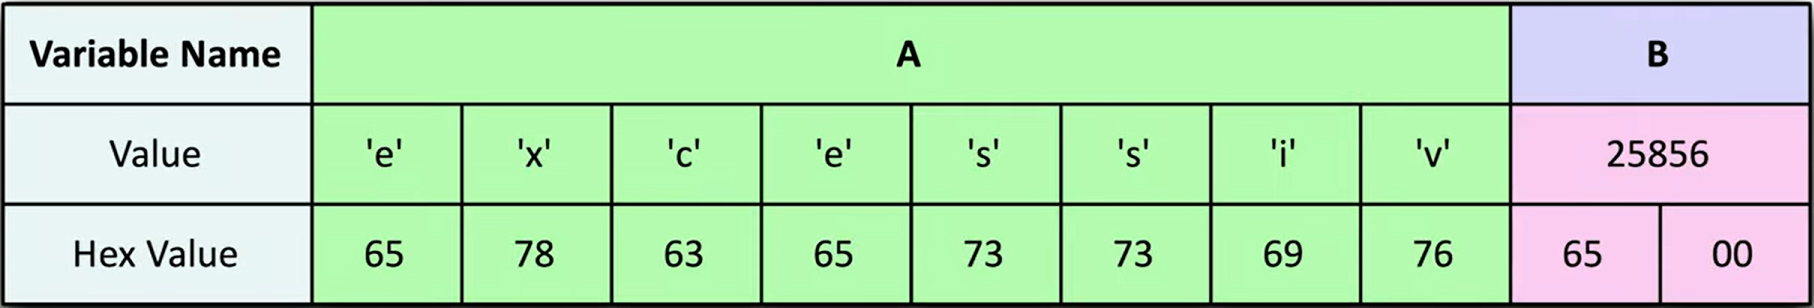 Variable Name A B
Value 'e' 'x' 'c' 'e' 's' 's' 'i' 'v' 25856
Hex Value 65 78 63 65 73 73 69 76 65 00